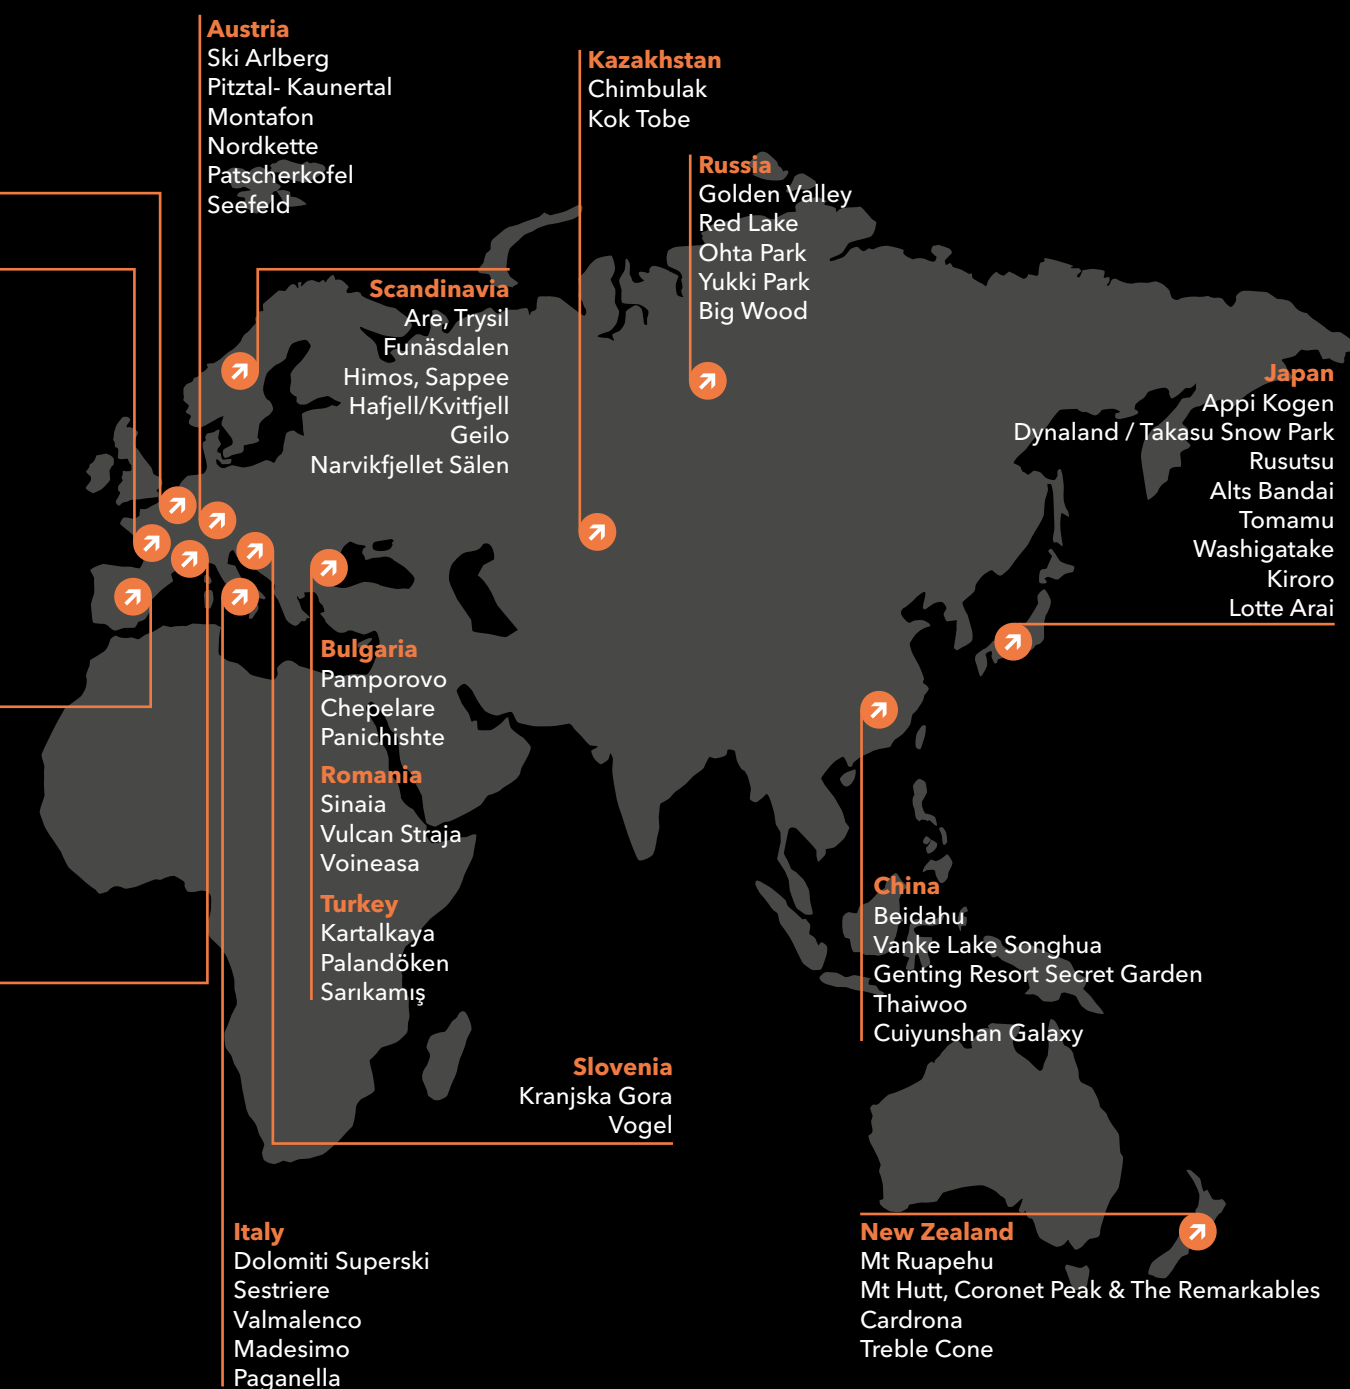 Austria
Ski Arlberg
Pitztal- Kaunertal
Montafon
Nordkette
Patscherkofel
Seefeld
Kazakhstan
Chimbulak
Kok Tobe
Russia
Golden Valley
Red Lake
Ohta Park
Yukki Park
Big Wood
Scandinavia
Are, Trysil
Funäsdalen
Himos, Sappee
Hafjell/Kvitfjell
Geilo
Narvikfjellet Sälen
Japan
Appi Kogen
Dynaland / Takasu Snow Park
Rusutsu
Alts Bandai
Tomamu
Washigatake
Kiroro
Lotte Arai
Bulgaria
Pamporovo
Chepelare
Panichishte
Romania
Sinaia
Vulcan Straja
Voineasa
Turkey
Kartalkaya
Palandöken
Sarıkamış
China
Beidahu
Vanke Lake Songhua
Genting Resort Secret Garden
Thaiwoo
Cuiyunshan Galaxy
Slovenia
Kranjska Gora
Vogel
Italy
Dolomiti Superski
Sestriere
Valmalenco
Madesimo
Paganella
New Zealand
Mt Ruapehu
Mt Hutt, Coronet Peak & The Remarkables
Cardrona
Treble Cone